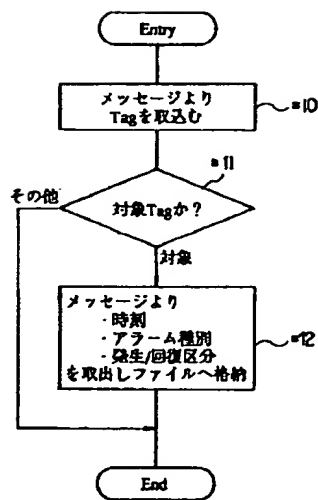 Entry
メッセージより
Tagを取込む
*10
*11
その他
対象Tagか？
対象
メッセージより
・時刻
・アラーム種別
・発生/回復区分
を取出しファイルへ格納
*12
End